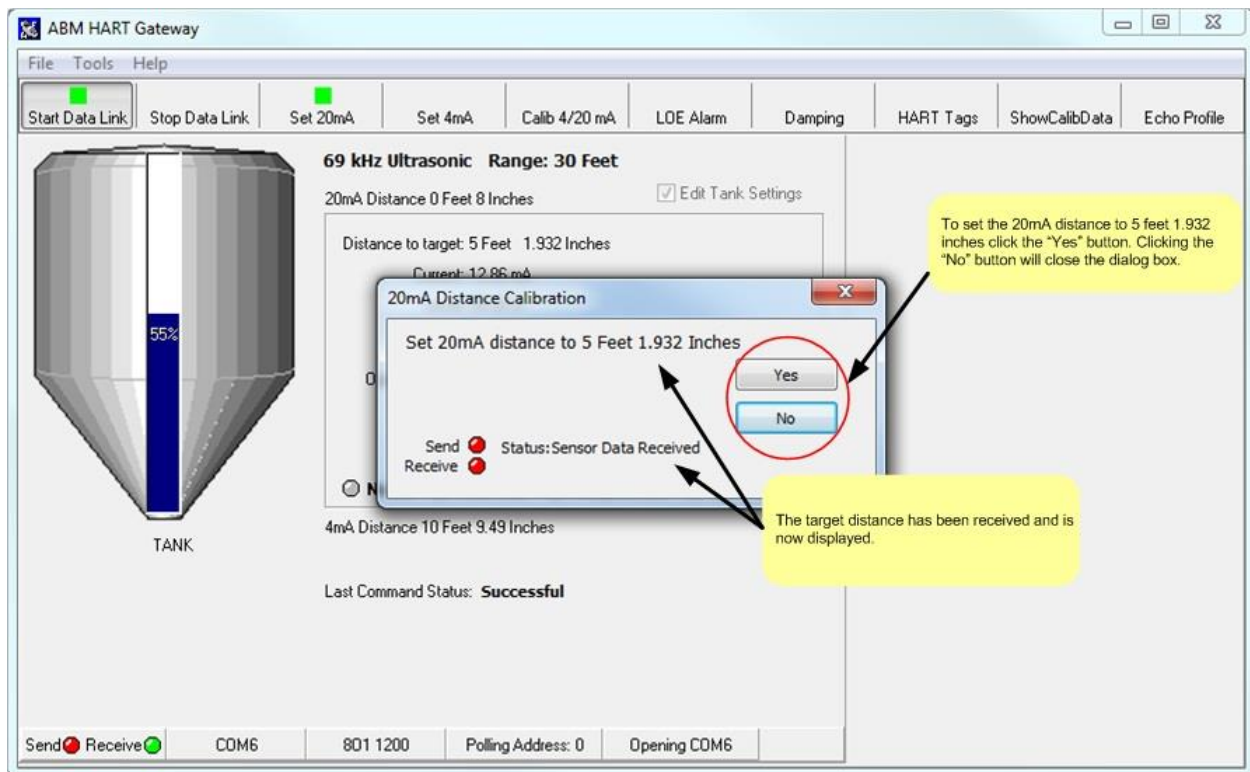 ABM HART Gateway
File Tools Help
Start Data Link
Stop Data Link
Set 20mA
Set 4mA
Calib 4/20 mA
LOE Alarm
Damping
HART Tags
ShowCalibData
Echo Profile
69 kHz Ultrasonic Range: 30 Feet
20mA Distance 0 Feet 8 Inches
Edit Tank Settings
Distance to target: 5 Feet 1.932 Inches
Current: 12.86 mA
To set the 20mA distance to 5 feet 1.932
inches click the “Yes” button. Clicking the
“No” button will close the dialog box.
20mA Distance Calibration
Set 20mA distance to 5 Feet 1.932 Inches
Yes
No
Send
Status:Sensor Data Received
Receive
55%
TANK
The target distance has been received and is
now displayed.
4mA Distance 10 Feet 9.49 Inches
Last Command Status: Successful
Send Receive
COM6
8O1 1200
Polling Address: 0
Opening COM6